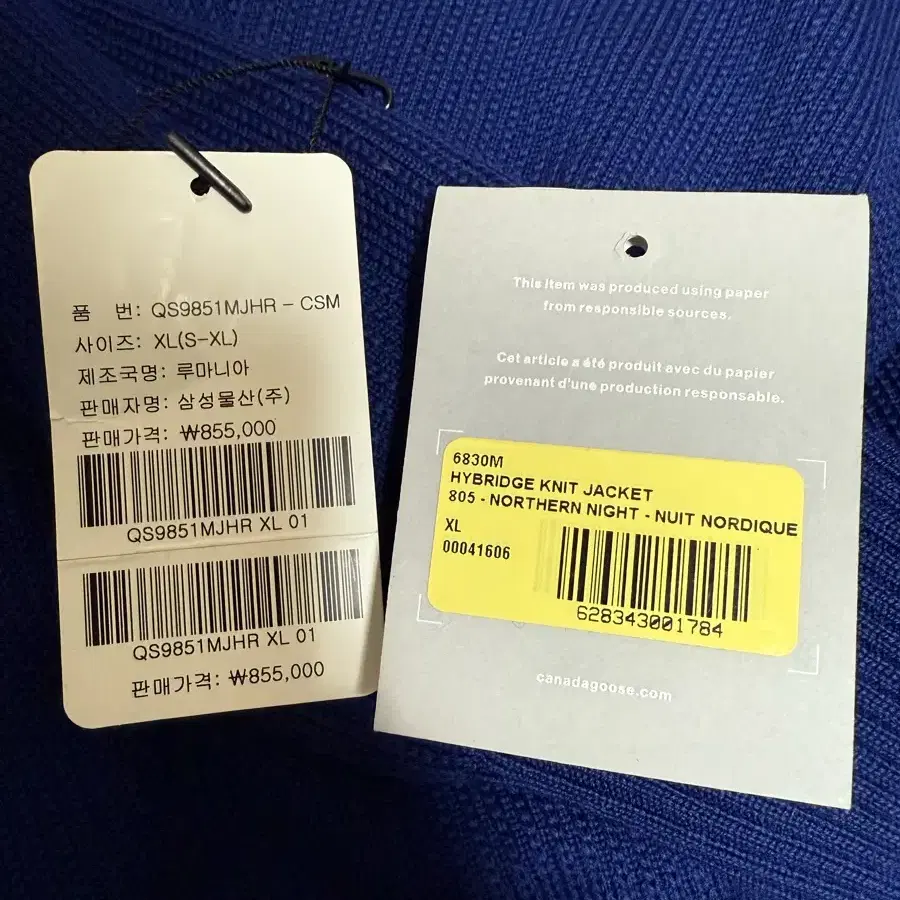 품 번: QS9851MJHR - CSM
사이즈: XL(S-XL)
제조국명: 루마니아
판매자명: 삼성물산(주)
판매가격: ₩855,000
QS9851MJHR XL 01
QS9851MJHR XL 01
판매가격: ₩855,000
This item was produced using paper
from responsible sources.
Cet article a été produit avec du papier
provenant d'une production responsable.
6830M
HYBRIDGE KNIT JACKET
805 - NORTHERN NIGHT - NUIT NORDIQUE
XL
00041606
628343001784
canadagoose.com